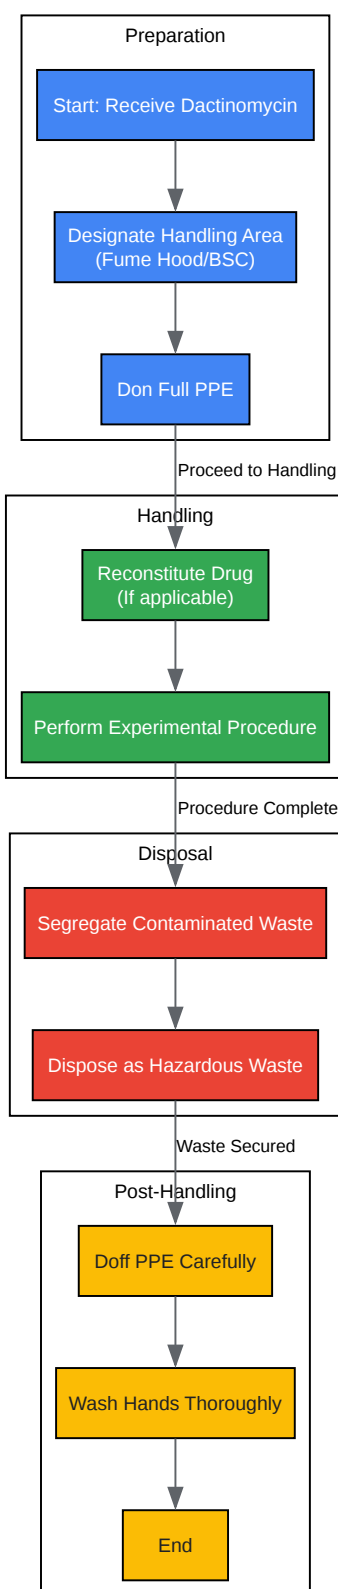 Preparation
Start: Receive Dactinomycin
Designate Handling Area
(Fume Hood/BSC)
Don Full PPE
Proceed to Handling
Handling
Reconstitute Drug
(If applicable)
Perform Experimental Procedure
Procedure Complete
Disposal
Segregate Contaminated Waste
Dispose as Hazardous Waste
Waste Secured
Post-Handling
Doff PPE Carefully
Wash Hands Thoroughly
End